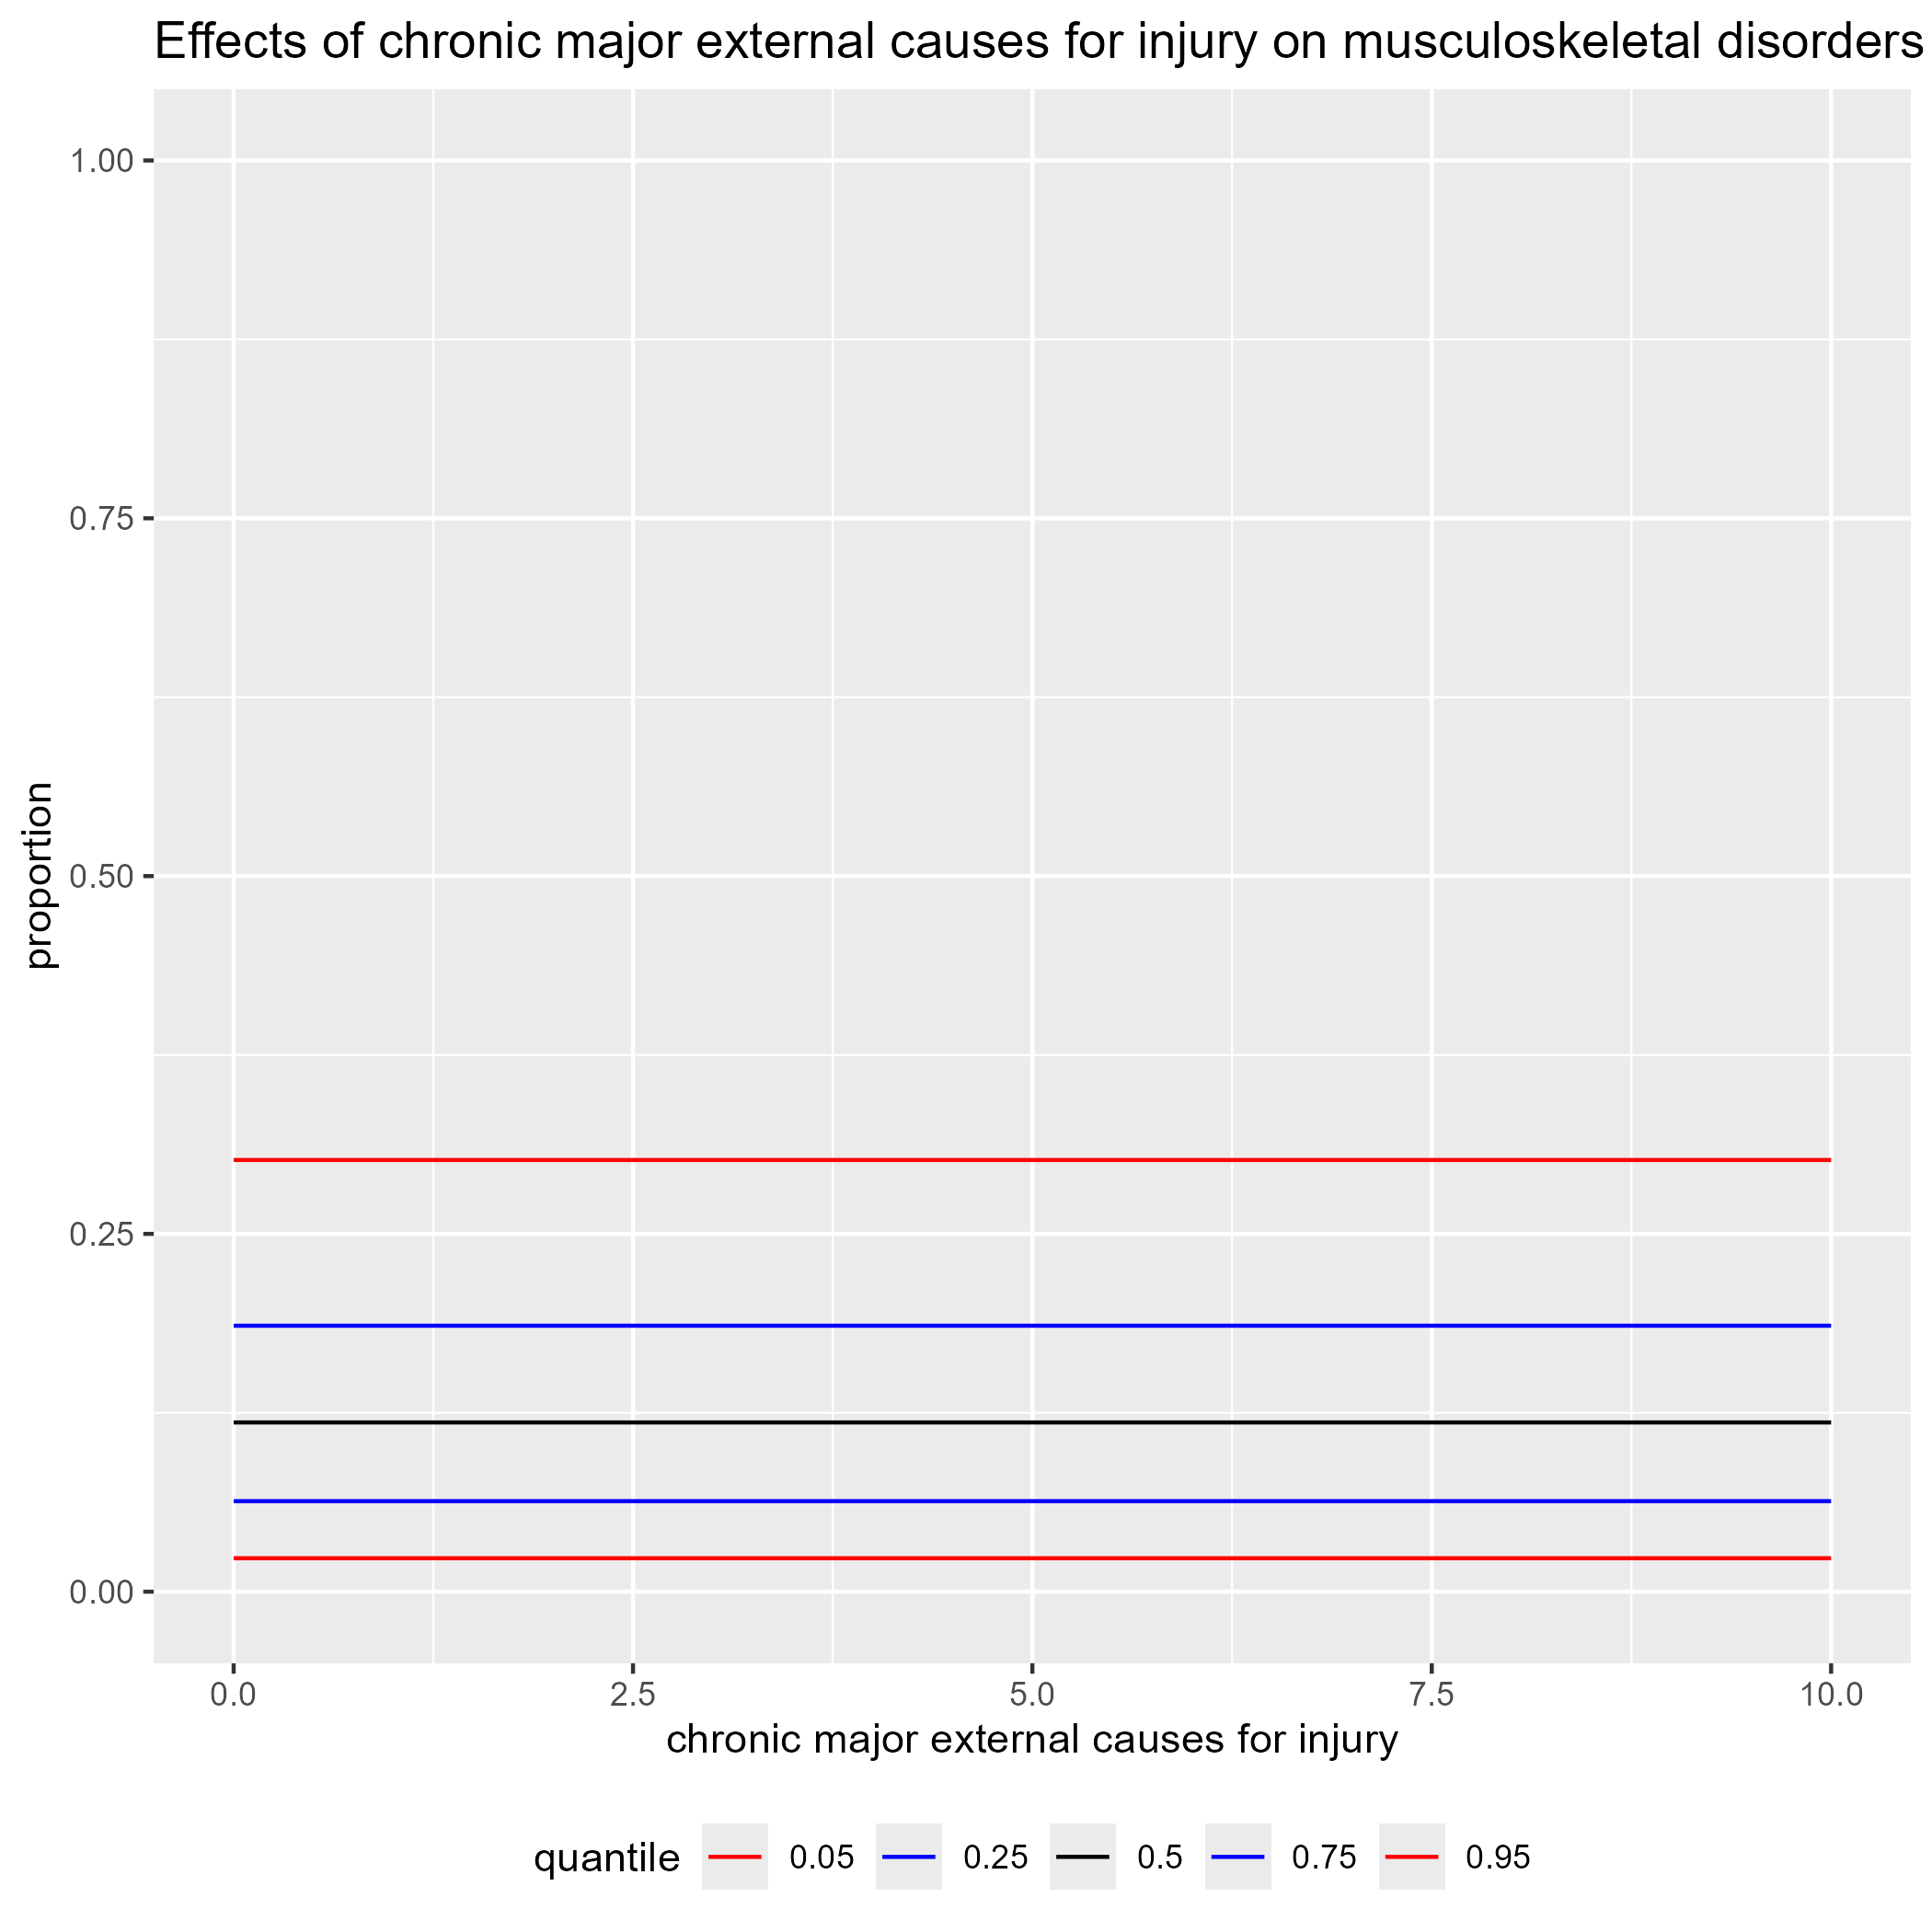 Effects of chronic major external causes for injury on musculoskeletal disorders
1.00
0.75
0.50
0.25
0.00
proportion
0.0 2.5 5.0 7.5 10.0
chronic major external causes for injury
quantile 0.05 0.25 0.5 0.75 0.95